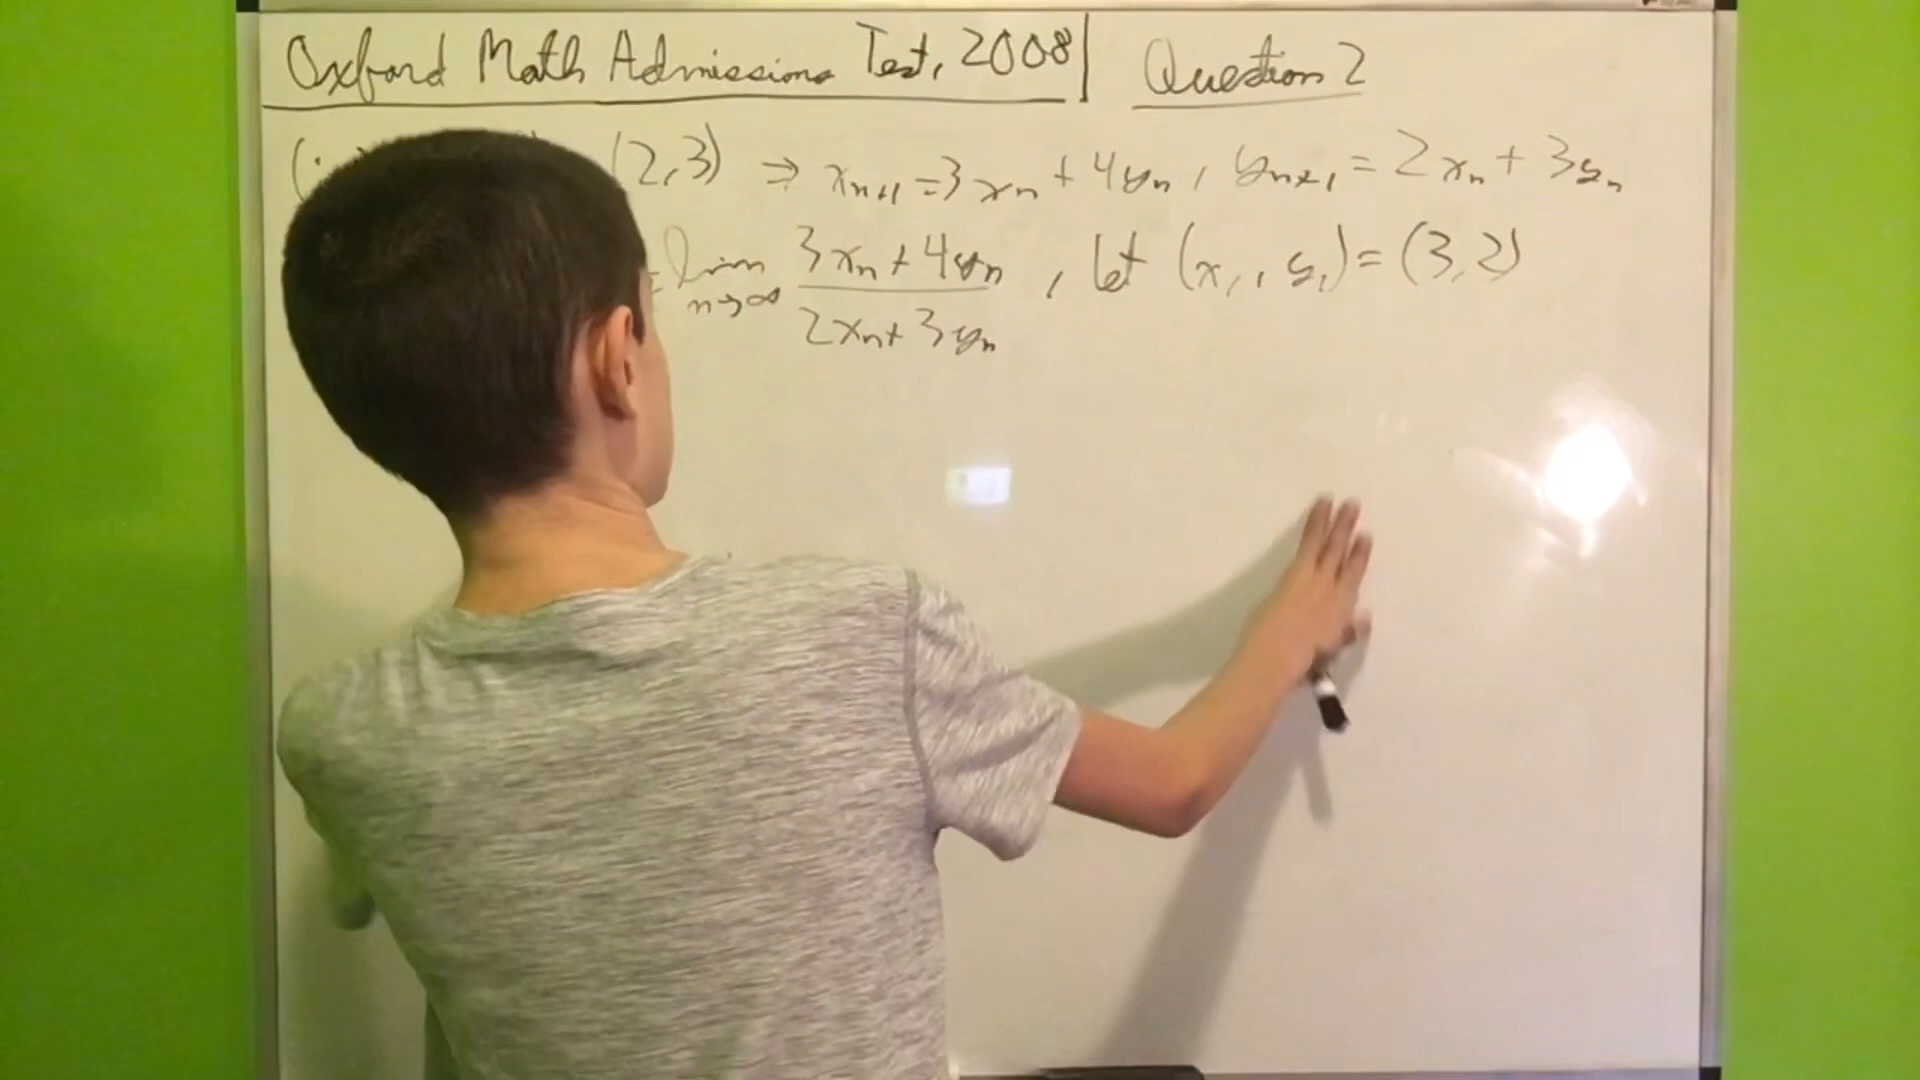 Oxford Math Admissions Test, 2008 | Question 2
(2,3) ⇒ xₙ₊₁ = 3xₙ + 4yₙ, yₙ₊₁ = 2xₙ + 3yₙ
= lim n→∞ (3xₙ + 4yₙ)/(2xₙ + 3yₙ), let (x₁, y₁) = (3,2)